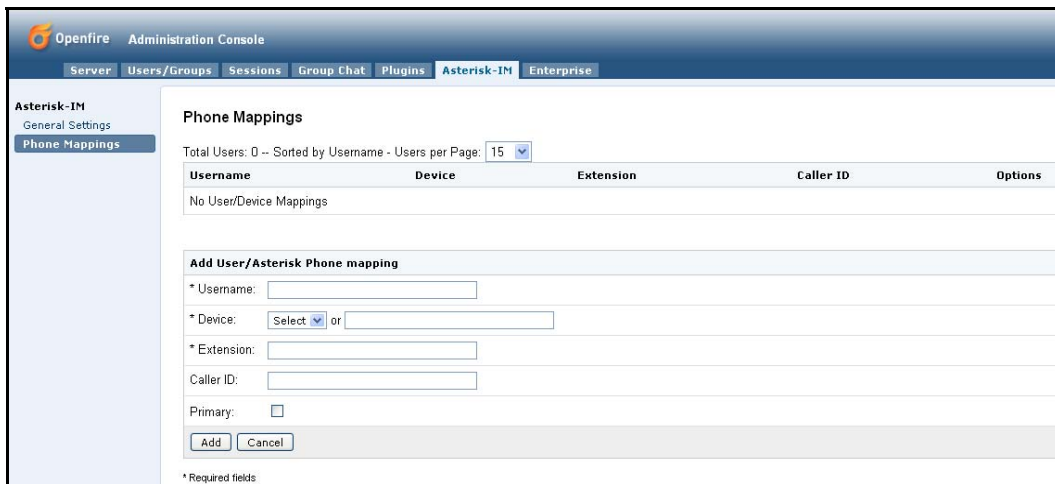 Openfire Administration Console
Server Users/Groups Sessions Group Chat Plugins Asterisk-IM Enterprise
Asterisk-IM
General Settings
Phone Mappings
Phone Mappings
Total Users: 0 -- Sorted by Username - Users per Page: 15
Username Device Extension Caller ID Options
No User/Device Mappings
Add User/Asterisk Phone mapping
* Username:
* Device: Select or
* Extension:
Caller ID:
Primary:
Add Cancel
* Required fields